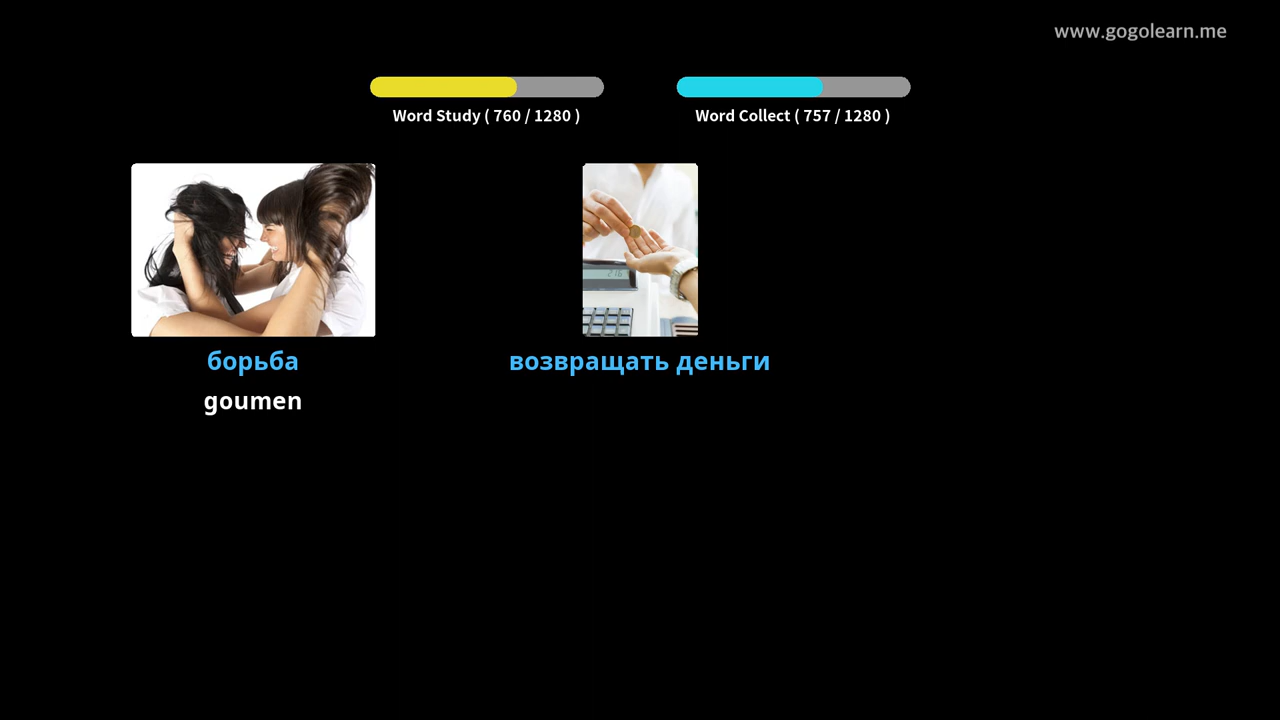 www.gogolearn.me
Word Study ( 760 / 1280 )
Word Collect ( 757 / 1280 )
борьба
возвращать деньги
goumen